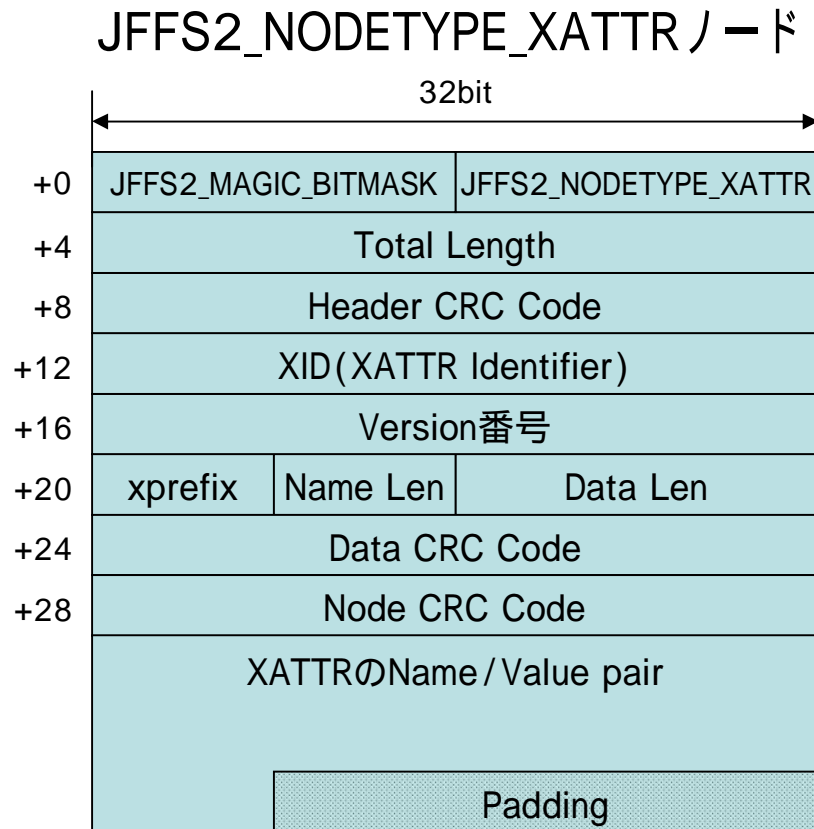 JFFS2_NODETYPE_XATTRノード
32bit
+0 JFFS2_MAGIC_BITMASK JFFS2_NODETYPE_XATTR
+4 Total Length
+8 Header CRC Code
+12 XID(XATTR Identifier)
+16 Version番号
+20 xprefix Name Len Data Len
+24 Data CRC Code
+28 Node CRC Code
XATTRのName/Value pair
Padding